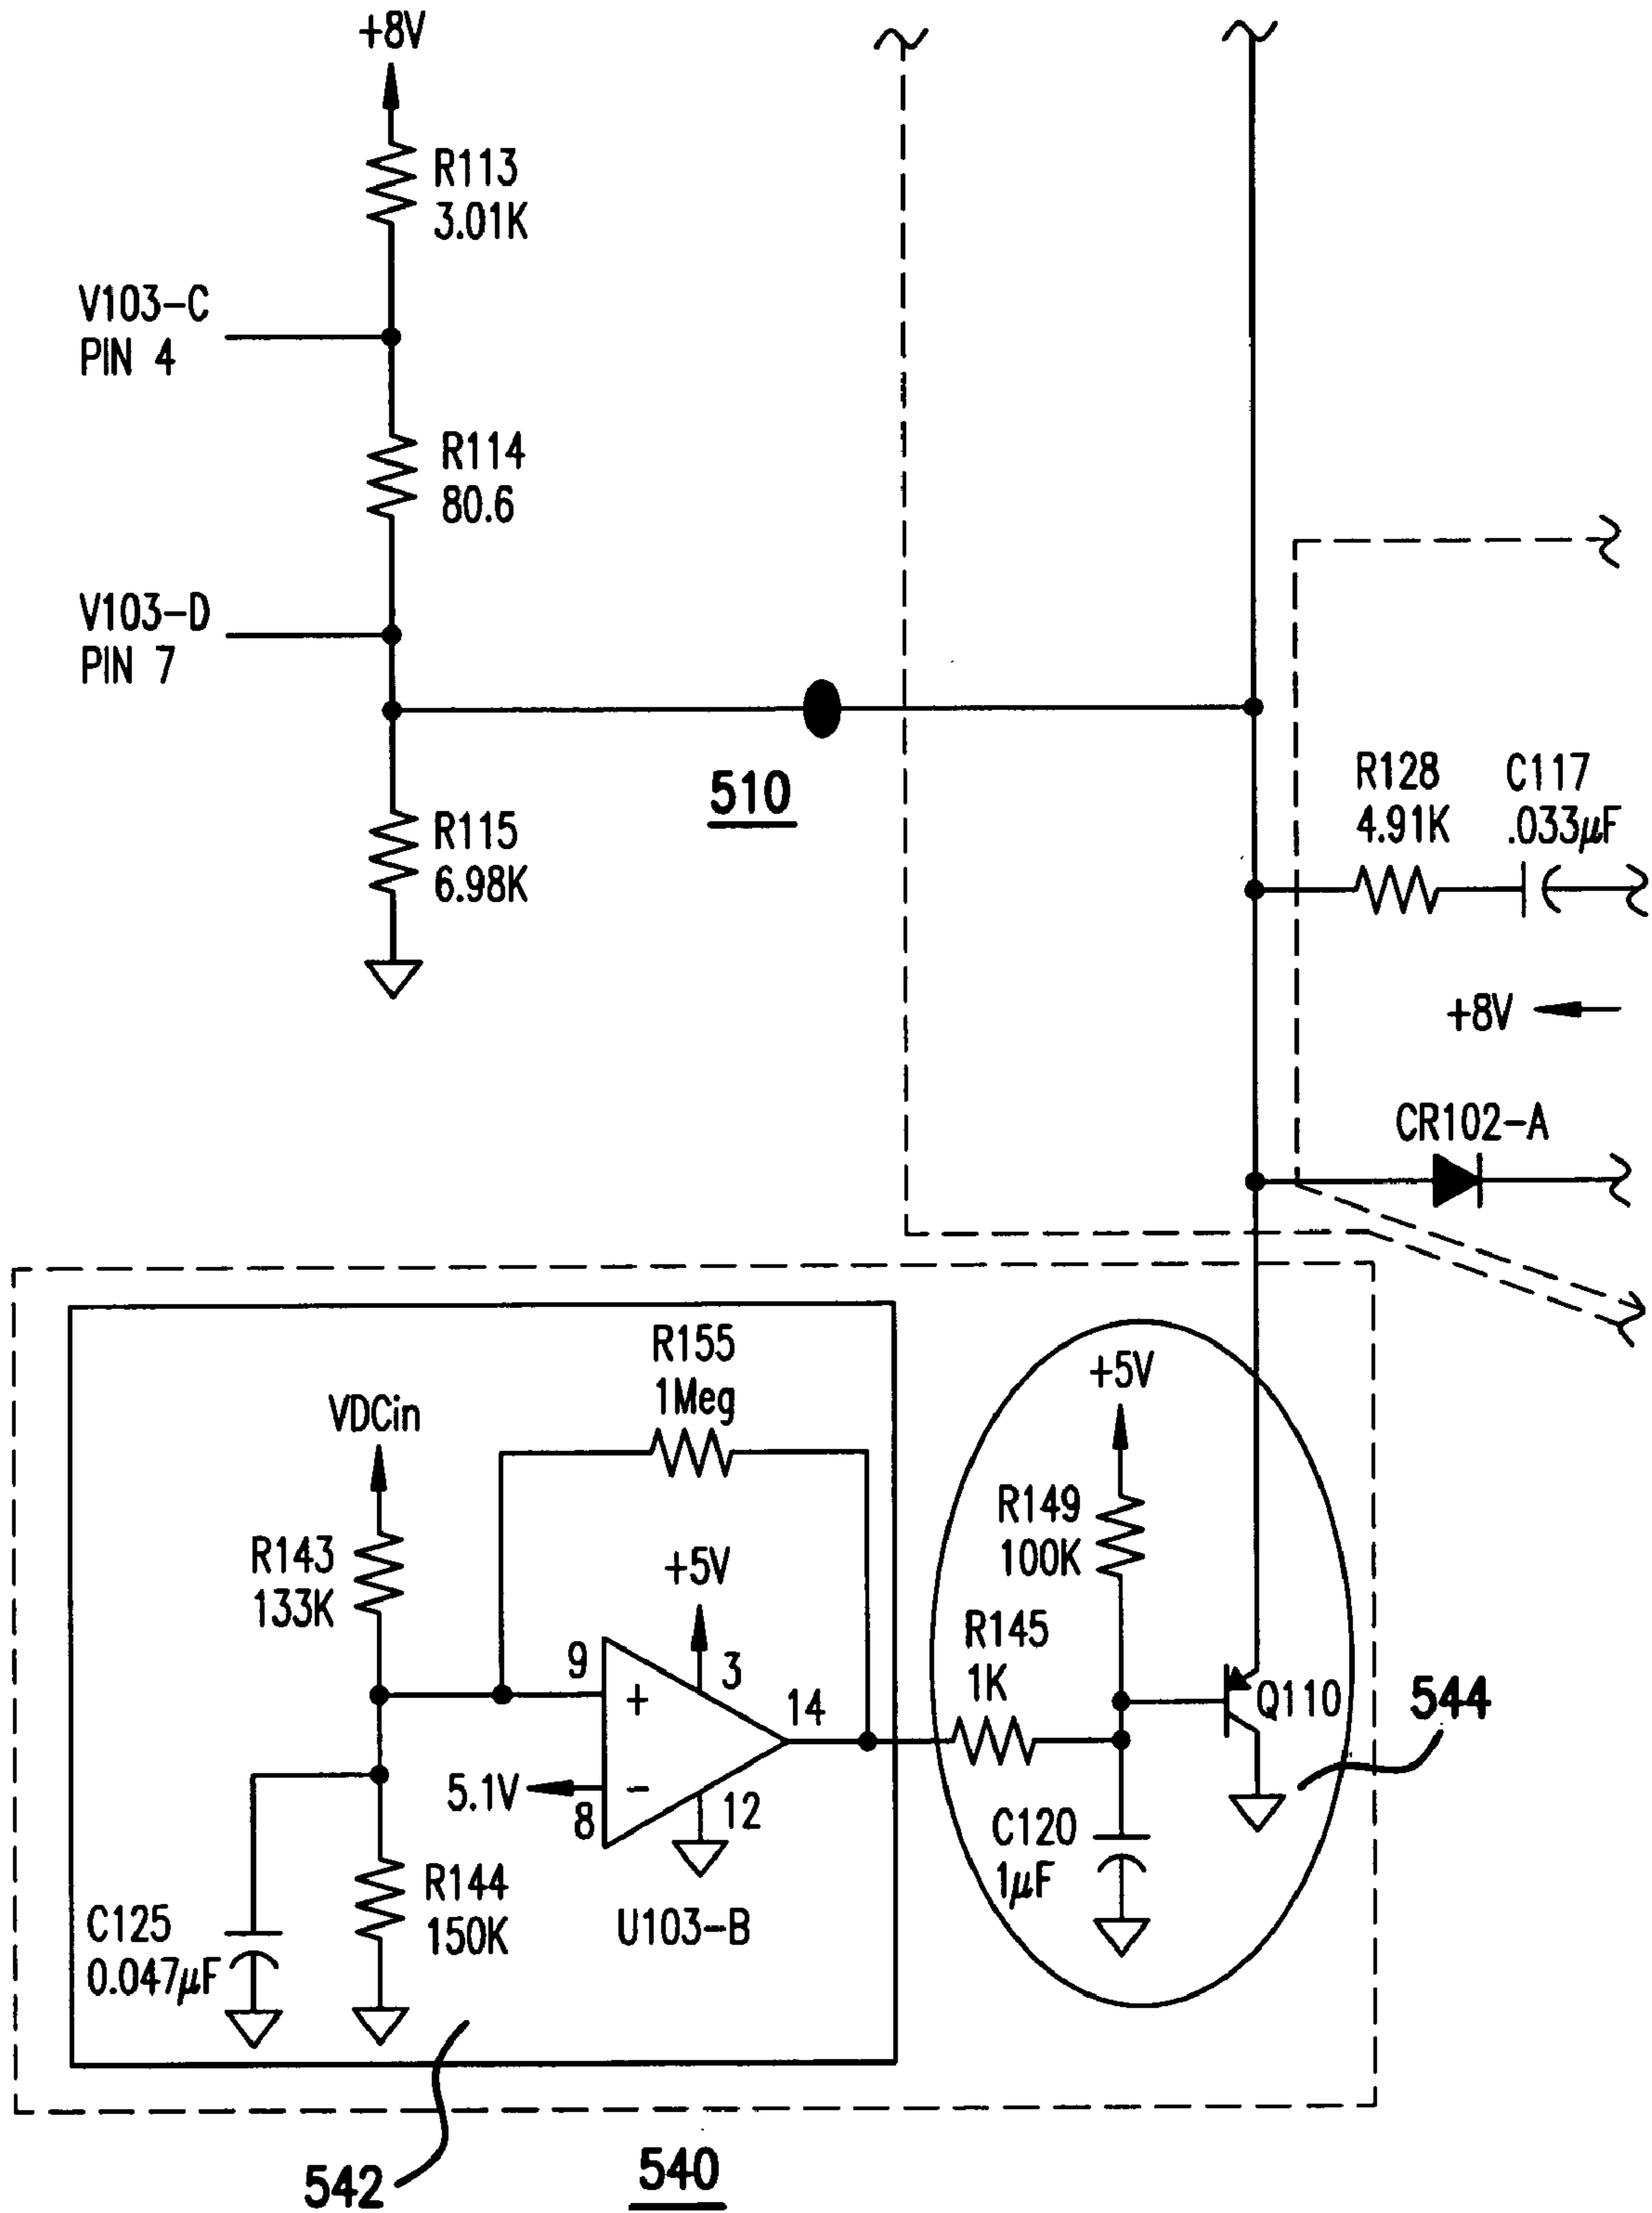 +8V
R113
3.01K
V103-C
PIN 4
R114
80.6
V103-D
PIN 7
510
R115
6.98K
R128
4.91K
C117
.033μF
+8V
CR102-A
R155
1Meg
VDCin
+5V
R143
133K
+5V
R149
100K
9
3
+
14
R145
1K
Q110
544
5.1V
-
8
12
C120
1μF
R144
150K
C125
0.047μF
U103-B
542
540